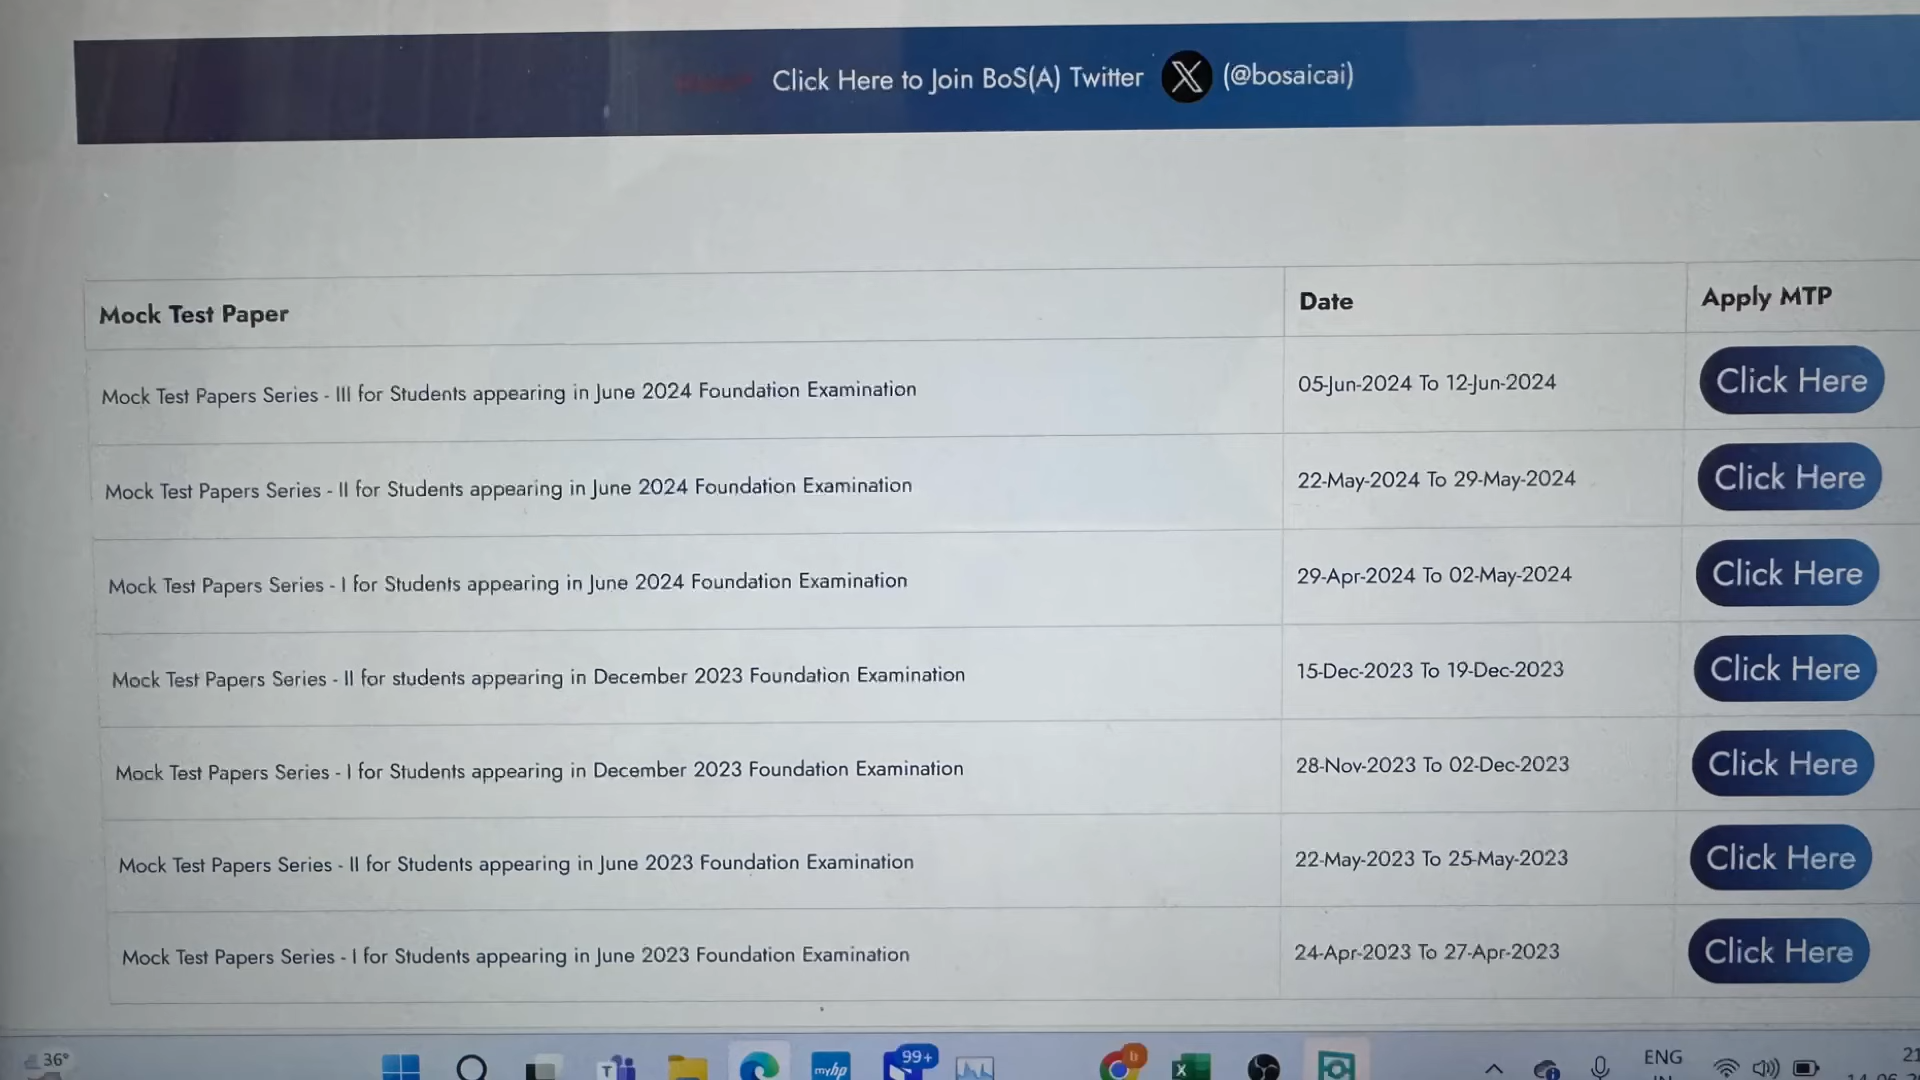 Click Here to Join BoS(A) Twitter X (@bosaicai)
Mock Test Paper Date Apply MTP
Mock Test Papers Series - III for Students appearing in June 2024 Foundation Examination 05-Jun-2024 To 12-Jun-2024 Click Here
Mock Test Papers Series - II for Students appearing in June 2024 Foundation Examination 22-May-2024 To 29-May-2024 Click Here
Mock Test Papers Series - I for Students appearing in June 2024 Foundation Examination 29-Apr-2024 To 02-May-2024 Click Here
Mock Test Papers Series - II for students appearing in December 2023 Foundation Examination 15-Dec-2023 To 19-Dec-2023 Click Here
Mock Test Papers Series - I for Students appearing in December 2023 Foundation Examination 28-Nov-2023 To 02-Dec-2023 Click Here
Mock Test Papers Series - II for Students appearing in June 2023 Foundation Examination 22-May-2023 To 25-May-2023 Click Here
Mock Test Papers Series - I for Students appearing in June 2023 Foundation Examination 24-Apr-2023 To 27-Apr-2023 Click Here
36° T myhp 99+ b X ENG